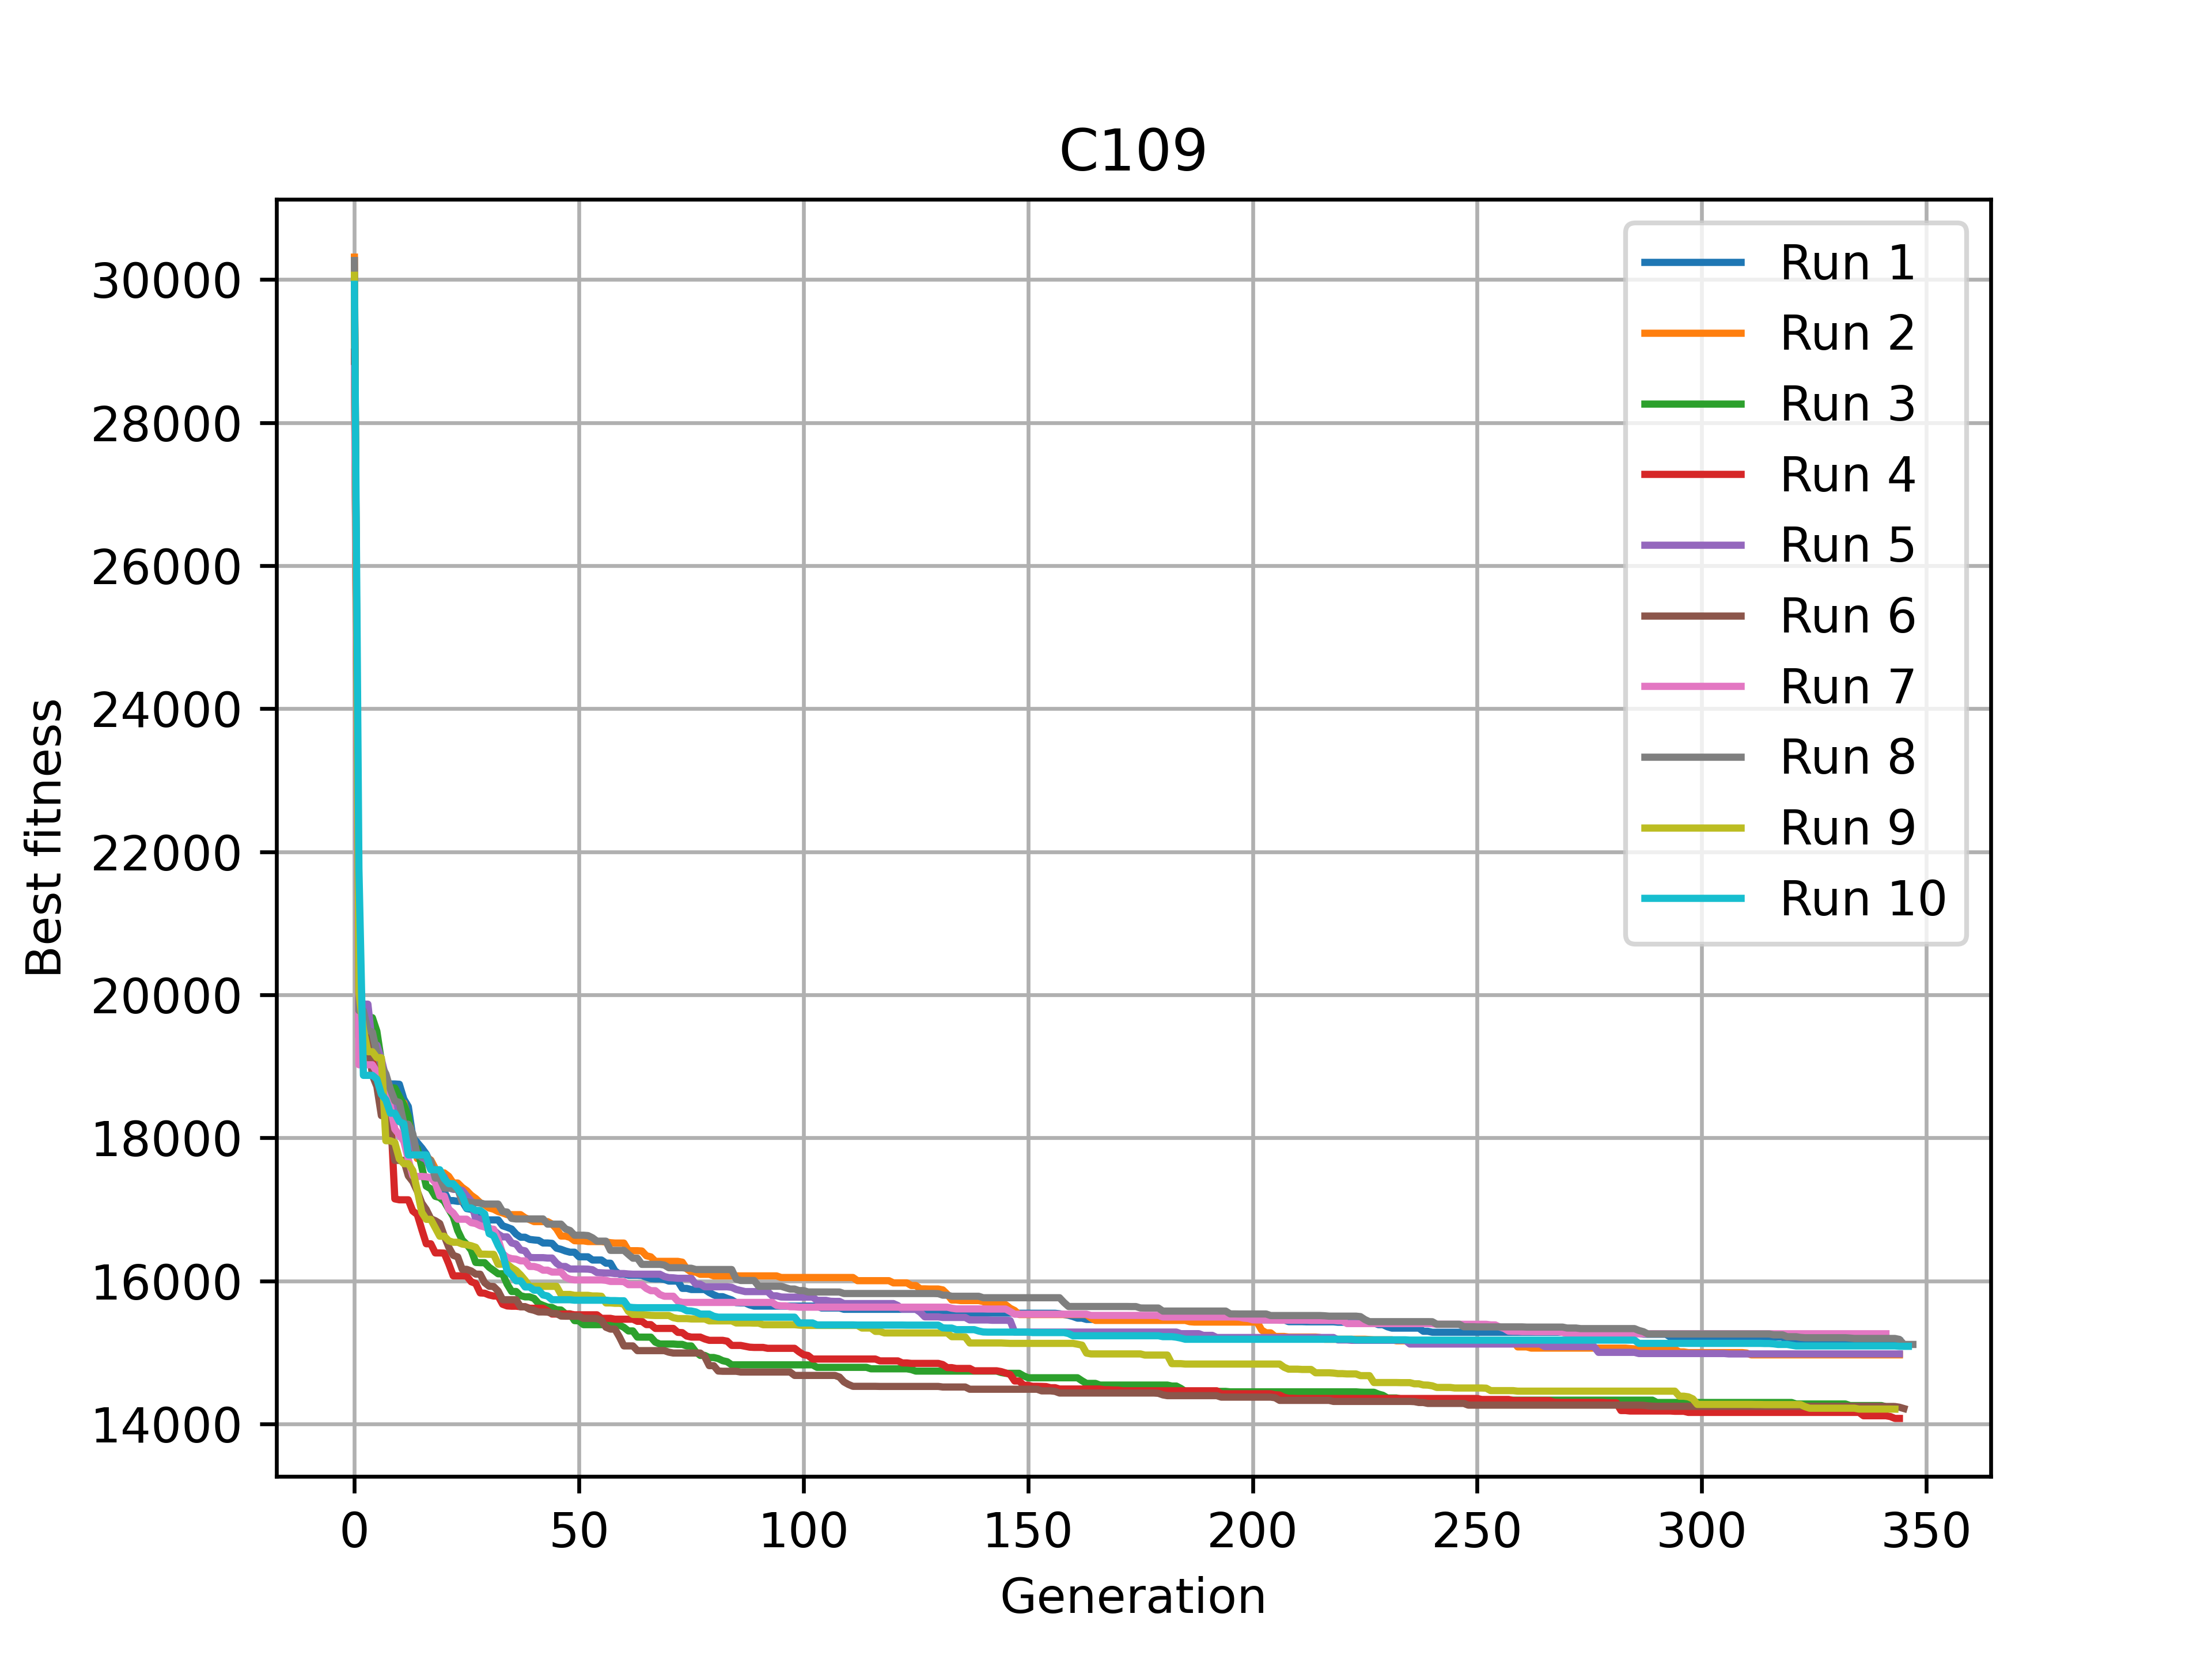 C109
Best fitness
30000
28000
26000
24000
22000
20000
18000
16000
14000
0 50 100 150 200 250 300 350
Generation
Run 1
Run 2
Run 3
Run 4
Run 5
Run 6
Run 7
Run 8
Run 9
Run 10